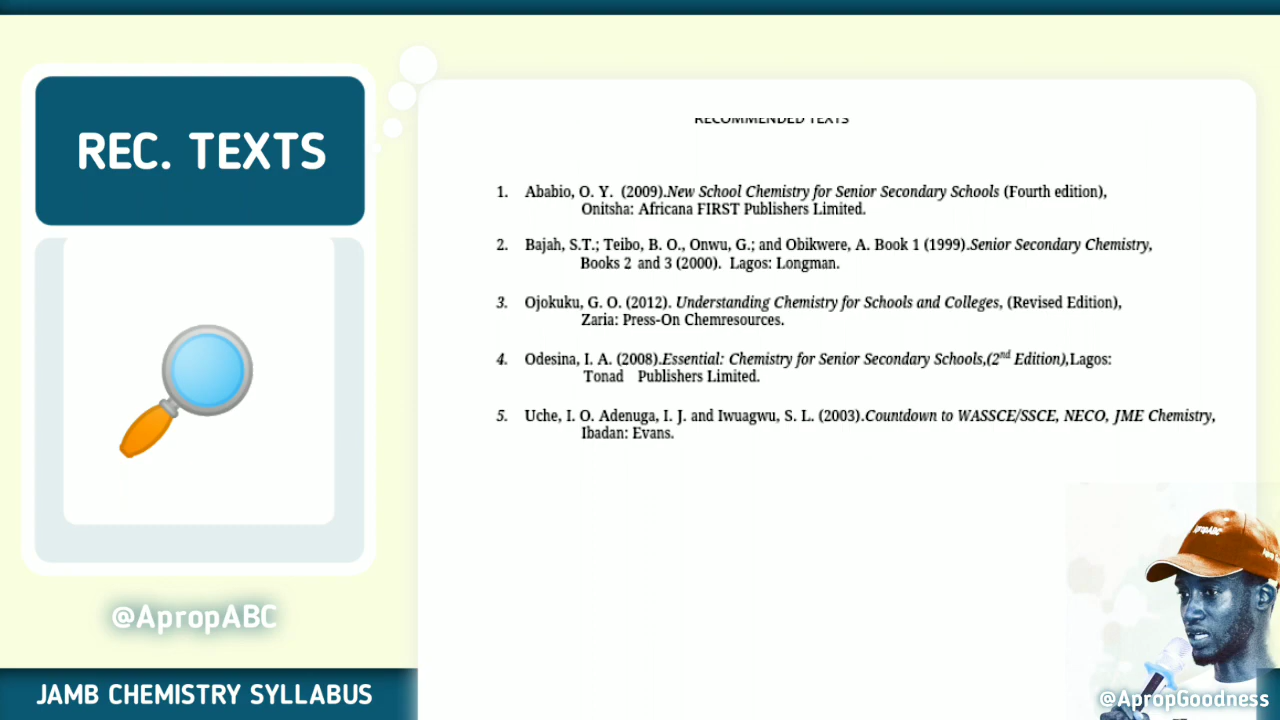 REC. TEXTS
RECOMMENDED TEXTS
1. Ababio, O. Y. (2009).New School Chemistry for Senior Secondary Schools (Fourth edition),
Onitsha: Africana FIRST Publishers Limited.
2. Bajah, S.T.; Teibo, B. O., Onwu, G.; and Obikwere, A. Book 1 (1999).Senior Secondary Chemistry,
Books 2 and 3 (2000). Lagos: Longman.
3. Ojokuku, G. O. (2012). Understanding Chemistry for Schools and Colleges, (Revised Edition),
Zaria: Press-On Chemresources.
4. Odesina, I. A. (2008).Essential: Chemistry for Senior Secondary Schools,(2nd Edition),Lagos:
Tonad Publishers Limited.
5. Uche, I. O. Adenuga, I. J. and Iwuagwu, S. L. (2003).Countdown to WASSCE/SSCE, NECO, JME Chemistry,
Ibadan: Evans.
ApropABC
@ApropABC
JAMB CHEMISTRY SYLLABUS
@ApropGoodness